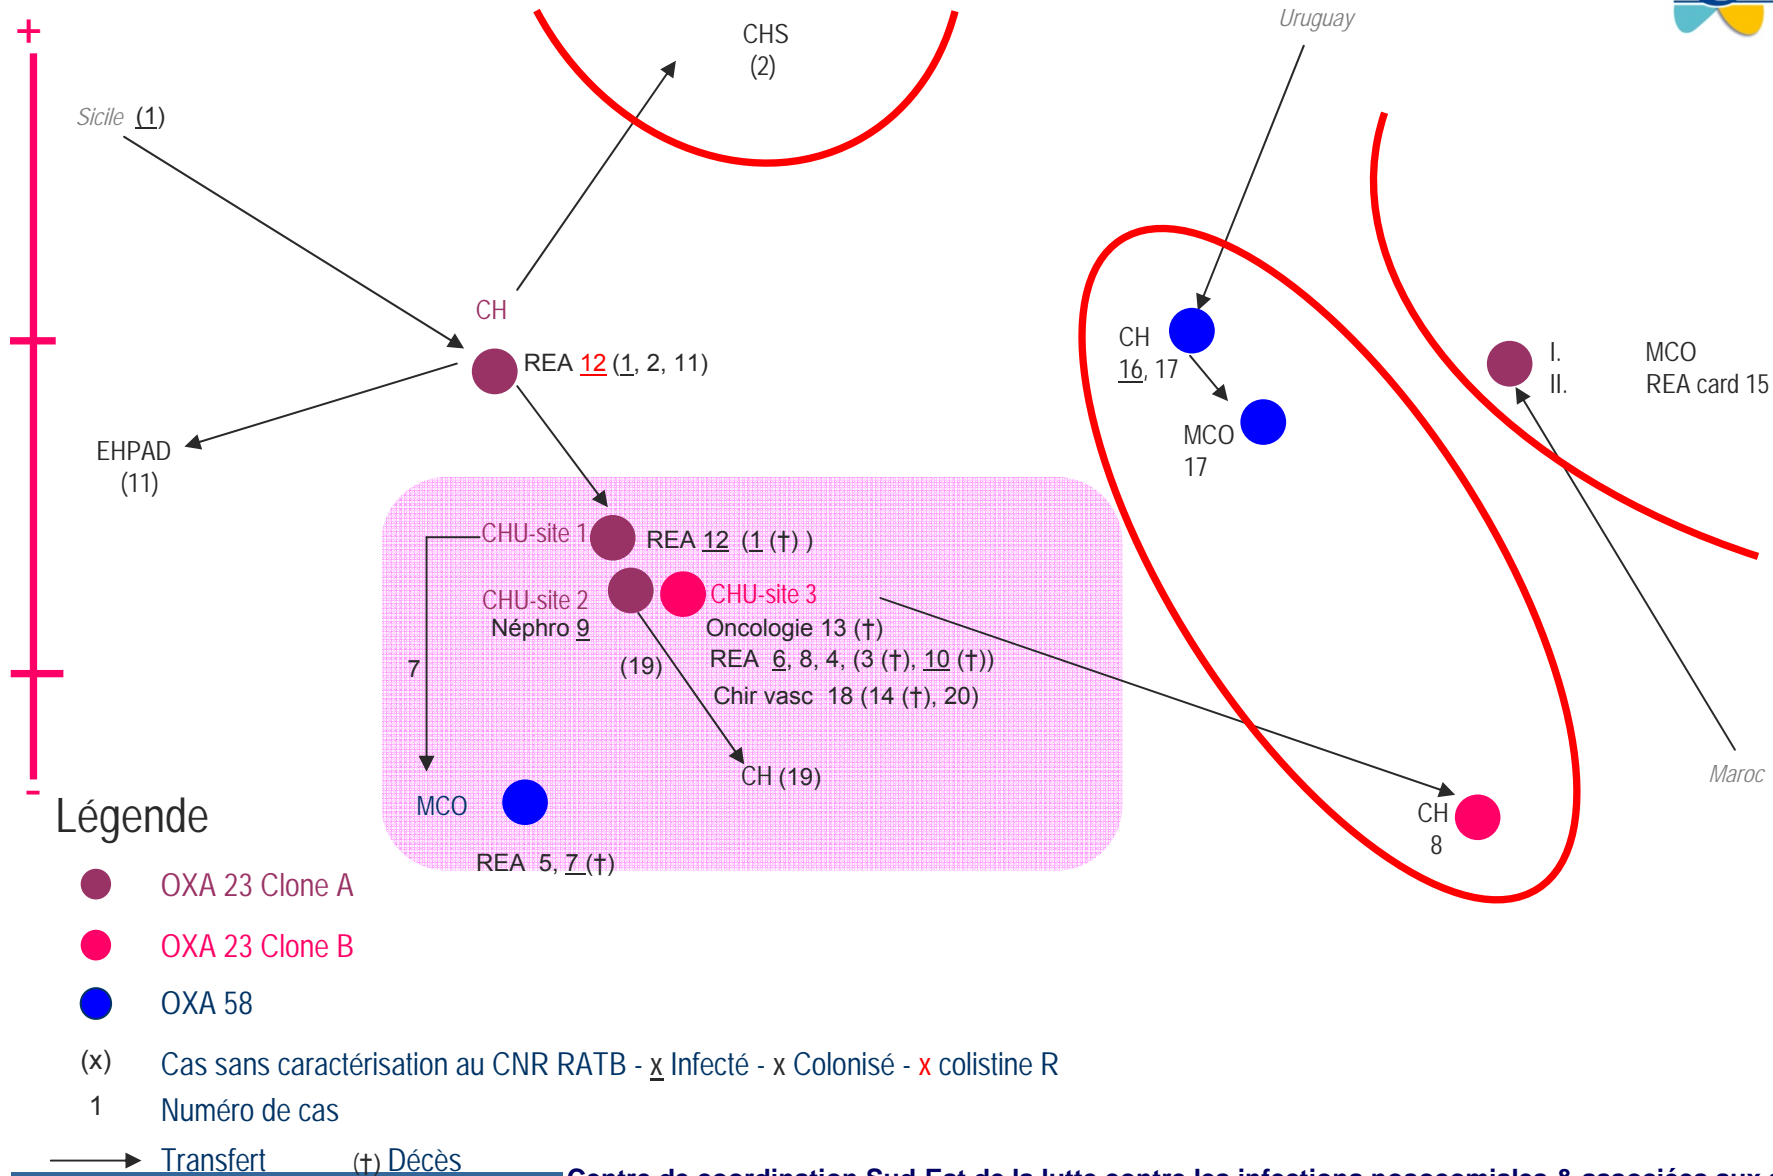 +
CHS
(2)
Uruguay
Sicile (1)
CH
REA 12 (1, 2, 11)
EHPAD
(11)
CH
16, 17
MCO
17
I. MCO
II. REA card 15
CHU-site 1
REA 12 (1 (†) )
CHU-site 2
CHU-site 3
Néphro 9
Oncologie 13 (†)
7
(19)
REA 6, 8, 4, (3 (†), 10 (†))
Chir vasc 18 (14 (†), 20)
CH (19)
Maroc
-
MCO
CH
8
REA 5, 7 (†)
Légende
OXA 23 Clone A
OXA 23 Clone B
OXA 58
(x) Cas sans caractérisation au CNR RATB - x Infecté - x Colonisé - x colistine R
1 Numéro de cas
Transfert (†) Décès